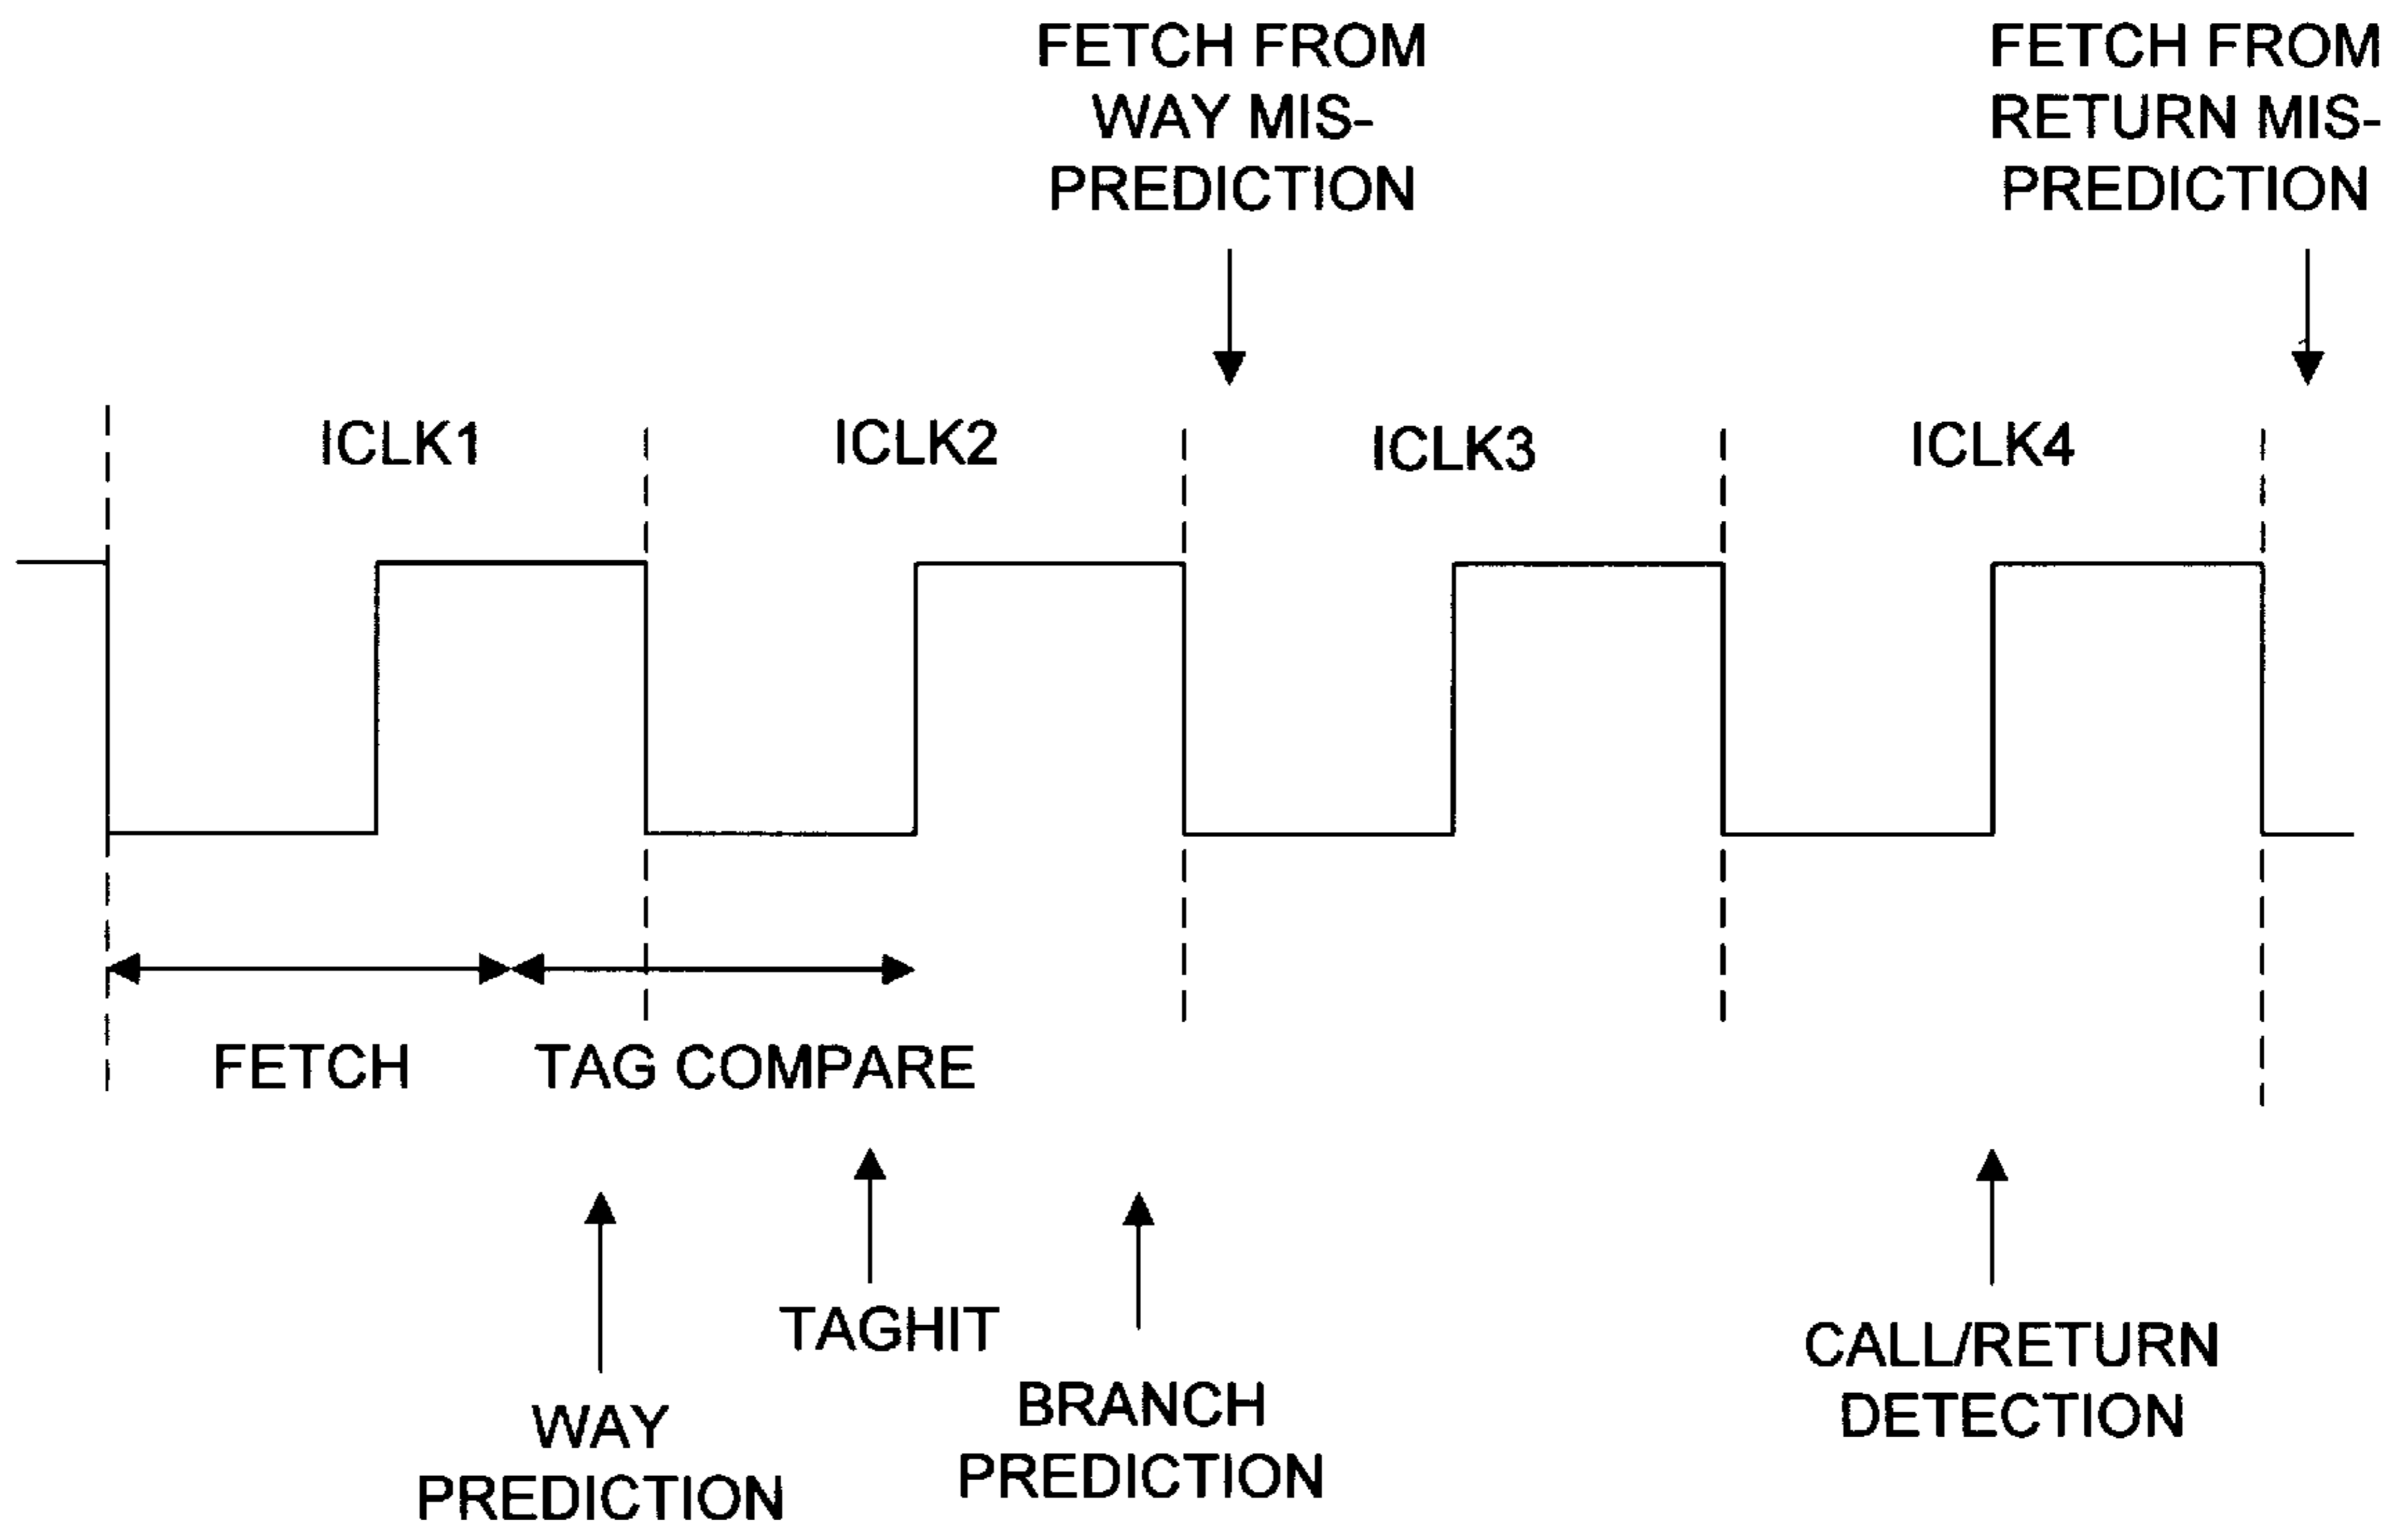 FETCH FROM
WAY MIS-
PREDICTION
FETCH FROM
RETURN MIS-
PREDICTION
ICLK1
ICLK2
ICLK3
ICLK4
FETCH
TAG COMPARE
TAGHIT
WAY
PREDICTION
BRANCH
PREDICTION
CALL/RETURN
DETECTION